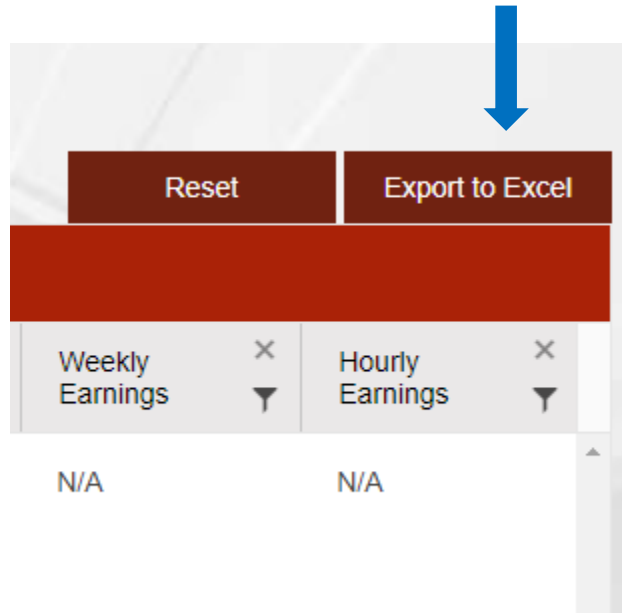 Reset
Export to Excel
Weekly
Earnings
Hourly
Earnings
N/A
N/A